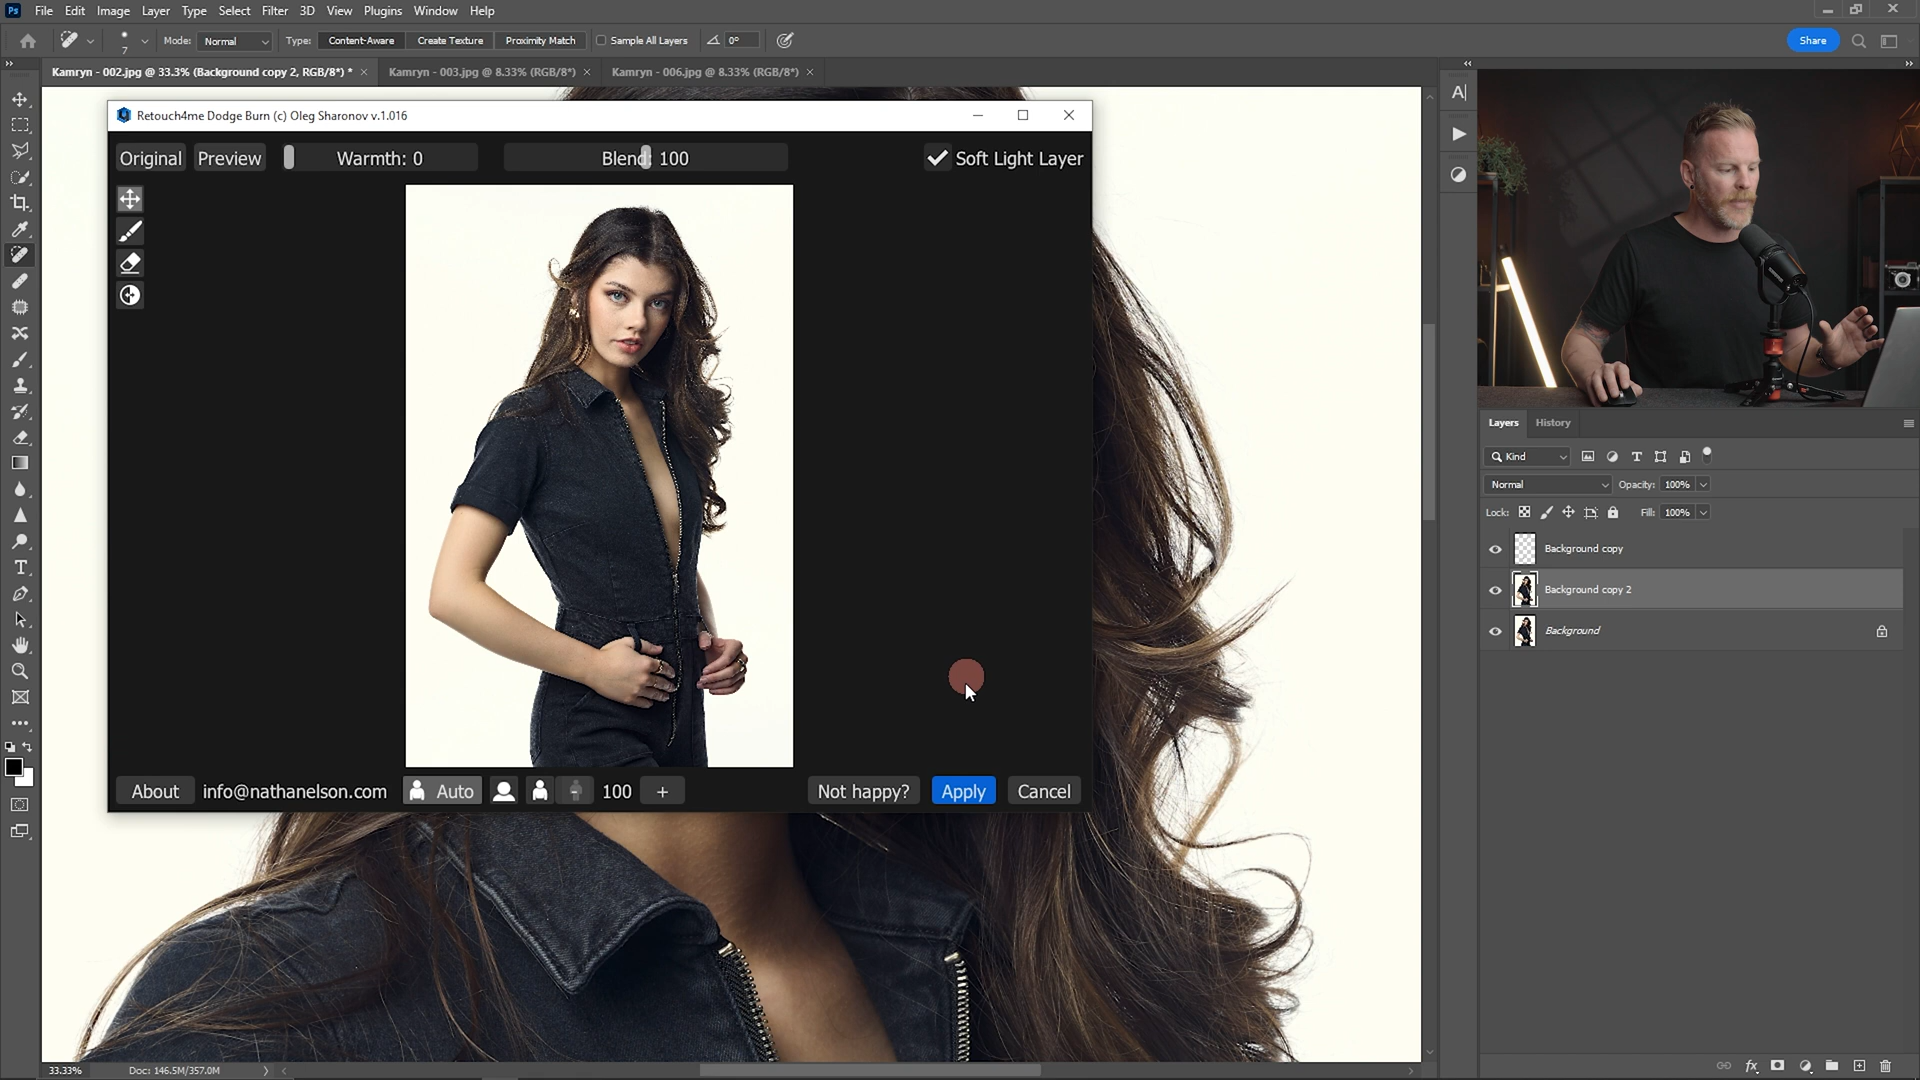 Ps File Edit Image Layer Type Select Filter 3D View Plugins Window Help
7 Mode: Normal Type: Content-Aware Create Texture Proximity Match Sample All Layers 0° Share
Kamryn - 002.jpg @ 33.3% (Background copy 2, RGB/8*) * × Kamryn - 003.jpg @ 8.33% (RGB/8*) × Kamryn - 006.jpg @ 8.33% (RGB/8*) ×
Retouch4me Dodge Burn (c) Oleg Sharonov v.1.016
Original Preview Warmth: 0 Blend: 100 Soft Light Layer
About info@nathanelson.com Auto 100 + Not happy? Apply Cancel
Layers History
Kind
Normal Opacity: 100%
Lock: Fill: 100%
Background copy
Background copy 2
Background
33.33% Doc: 146.5M/357.0M
fx